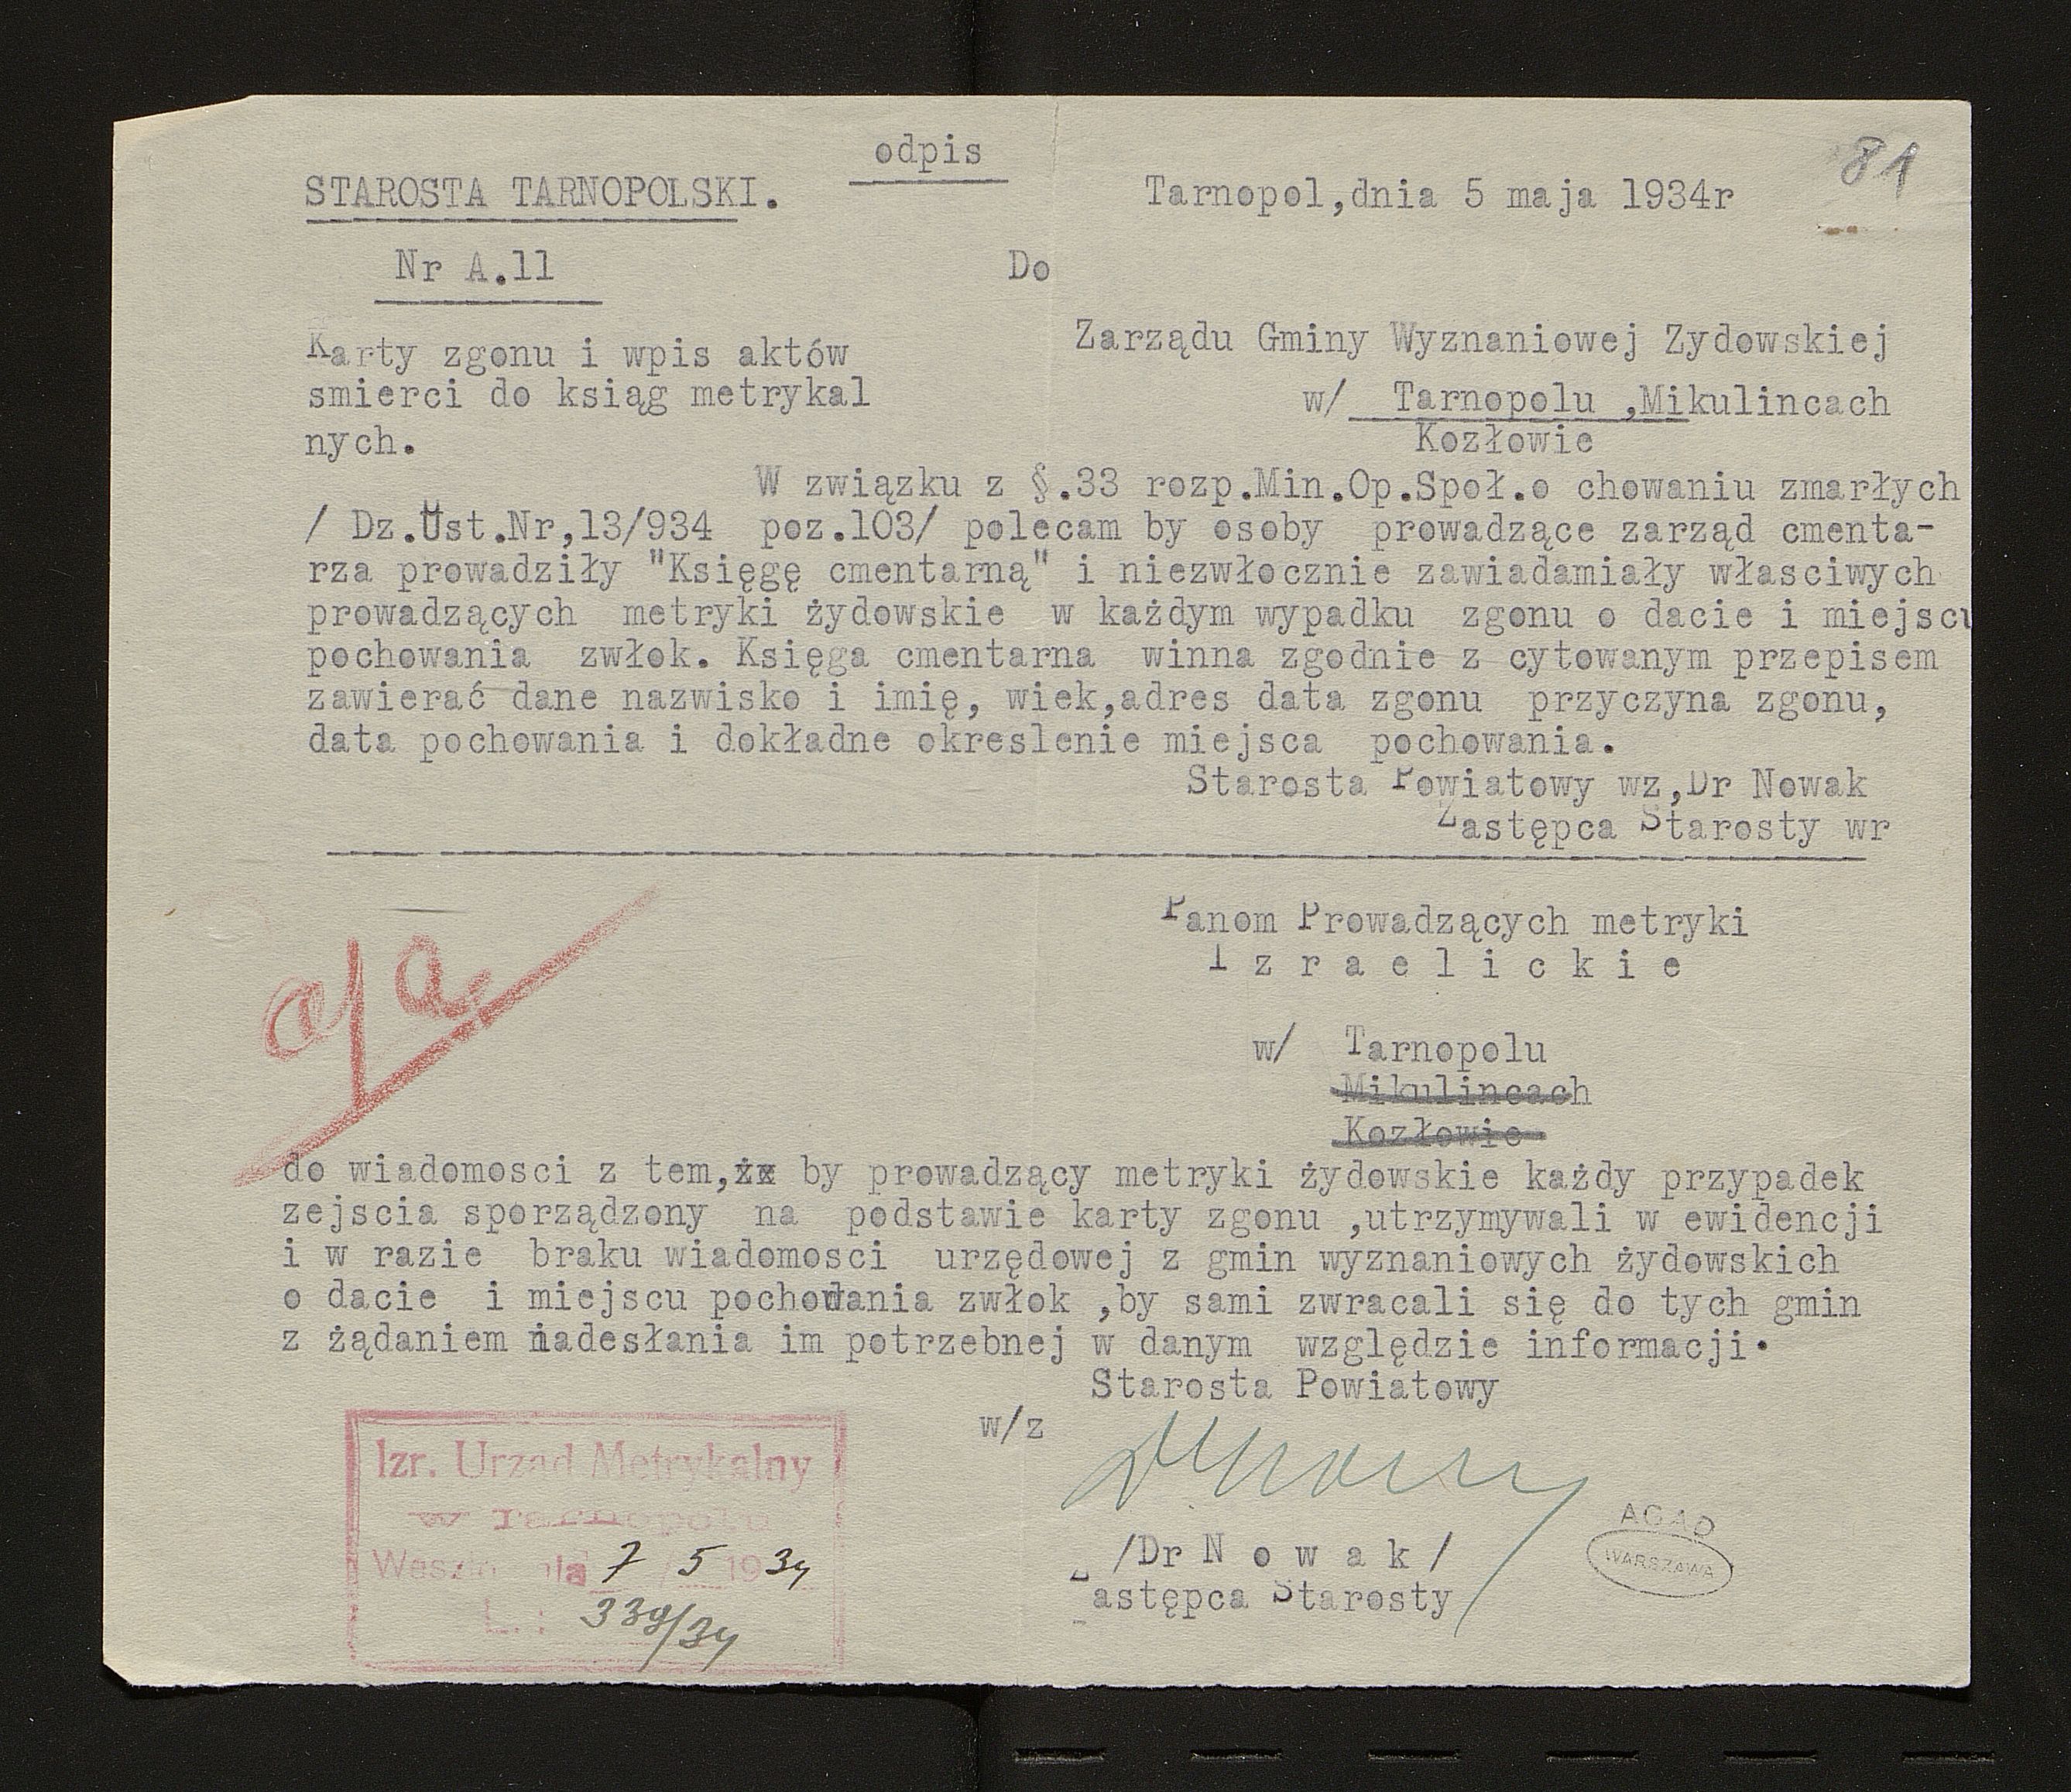 odpis
81
STAROSTA TARNOPOLSKI.
Tarnopol,dnia 5 maja 1934r
Nr A.11
Do
Zarządu Gminy Wyznaniowej Zydowskiej
Karty zgonu i wpis aktów
smierci do ksiąg metrykal
nych.
w/ Tarnopolu ,Mikulincach
Kozłowie
W związku z §.33 rozp.Min.Op.Społ.o chowaniu zmarłych
/ Dz.Ust.Nr,13/934 poz.103/ polecam by osoby prowadzące zarząd cmenta-
rza prowadziły "Księgę cmentarną" i niezwłocznie zawiadamiały własciwych
prowadzących metryki żydowskie w każdym wypadku zgonu o dacie i miejscu
pochowania zwłok. Księga cmentarna winna zgodnie z cytowanym przepisem
zawierać dane nazwisko i imię, wiek,adres data zgonu przyczyna zgonu,
data pochowania i dokładne okreslenie miejsca pochowania.
Starosta Powiatowy wz,Dr Nowak
Zastępca Starosty wr
a/a.
Panom Prowadzących metryki
I z r a e l i c k i e
w/ Tarnopolu
Mikulincach
Kozłowie
do wiadomosci z tem,żx by prowadzący metryki żydowskie każdy przypadek
zejscia sporządzony na podstawie karty zgonu ,utrzymywali w ewidencji
i w razie braku wiadomosci urzędowej z gmin wyznaniowych żydowskich
o dacie i miejscu pochowania zwłok ,by sami zwracali się do tych gmin
z żądaniem nadesłania im potrzebnej w danym względzie informacji.
Starosta Powiatowy
w/z
/Dr N o w a k/
Zastępca Starosty
Izr. Urząd Metrykalny
w Tarnopolu
7 5 1934
L.: 339/34
AGAD
WARSZAWA